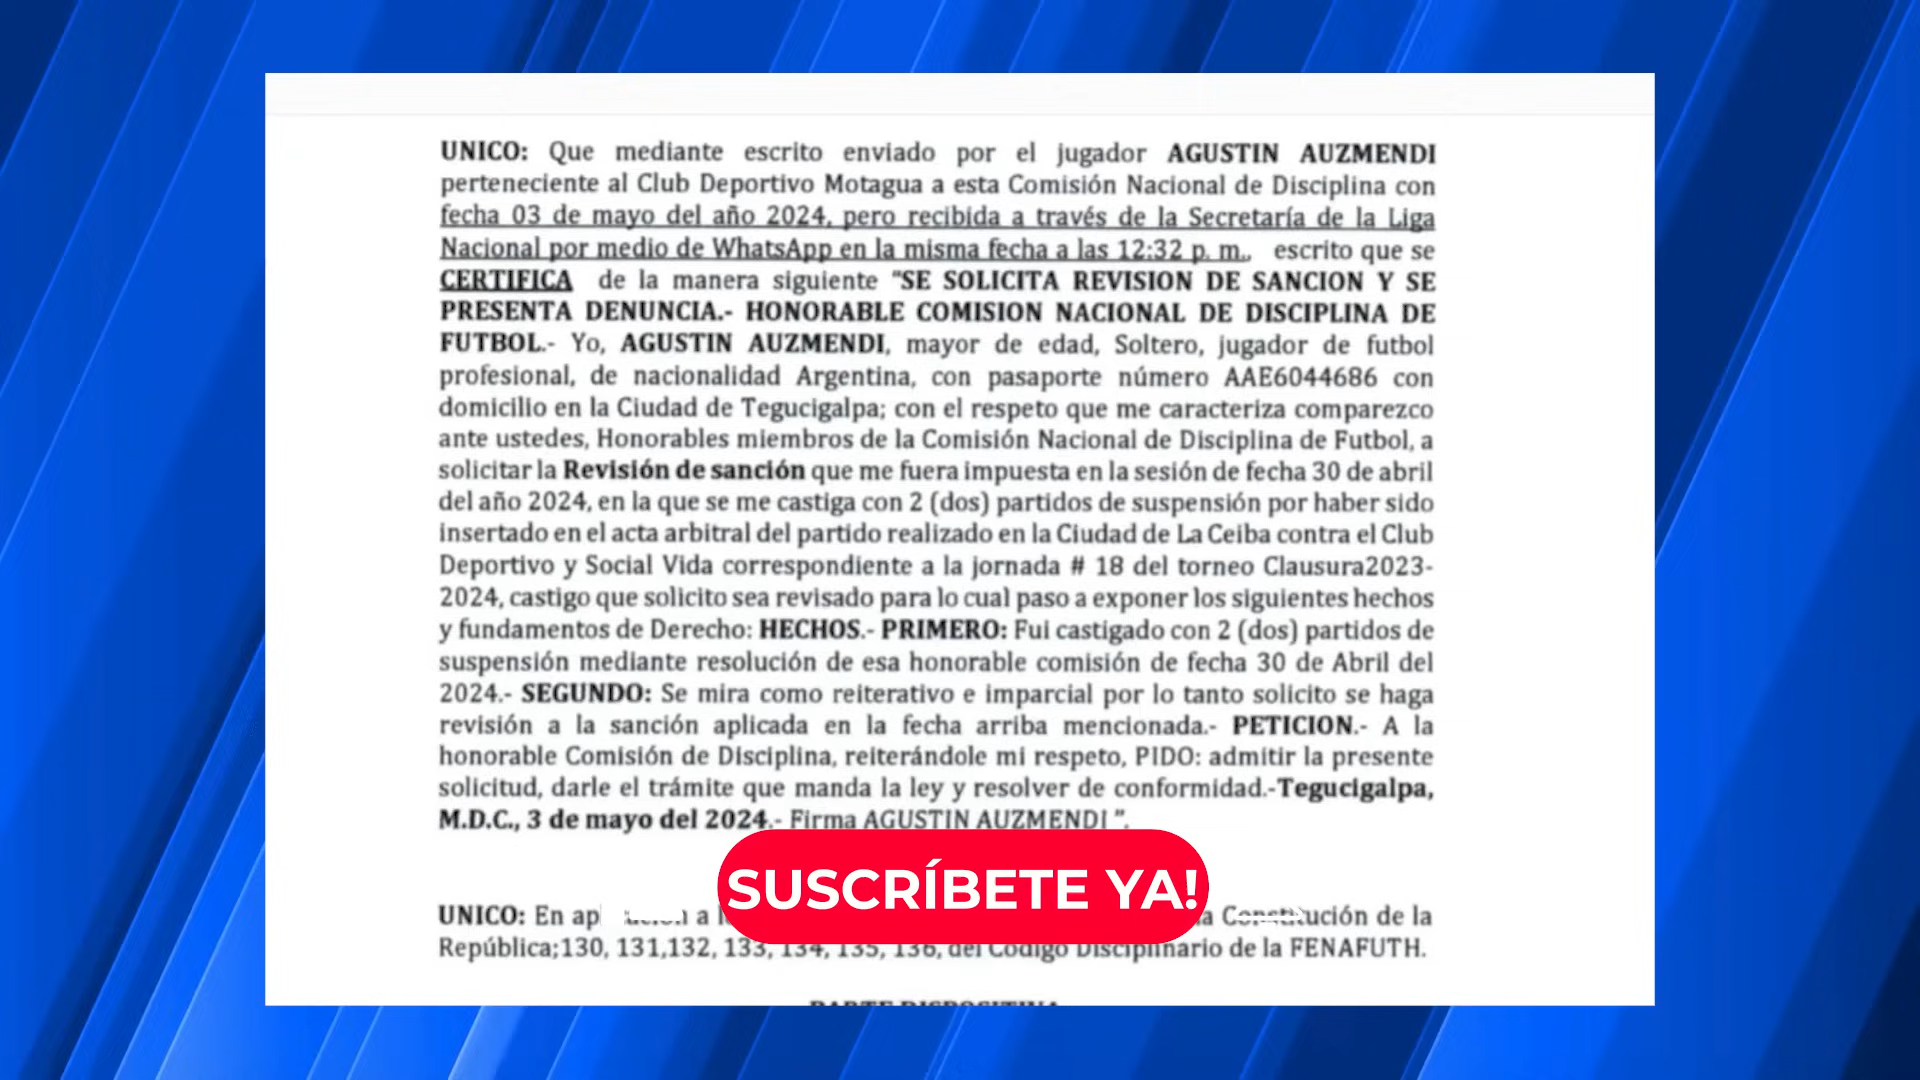 UNICO: Que mediante escrito enviado por el jugador AGUSTIN AUZMENDI
perteneciente al Club Deportivo Motagua a esta Comisión Nacional de Disciplina con
fecha 03 de mayo del año 2024, pero recibida a través de la Secretaría de la Liga
Nacional por medio de WhatsApp en la misma fecha a las 12:32 p. m., escrito que se
CERTIFICA de la manera siguiente "SE SOLICITA REVISION DE SANCION Y SE
PRESENTA DENUNCIA.- HONORABLE COMISION NACIONAL DE DISCIPLINA DE
FUTBOL.- Yo, AGUSTIN AUZMENDI, mayor de edad, Soltero, jugador de futbol
profesional, de nacionalidad Argentina, con pasaporte número AAE6044686 con
domicilio en la Ciudad de Tegucigalpa; con el respeto que me caracteriza comparezco
ante ustedes, Honorables miembros de la Comisión Nacional de Disciplina de Futbol, a
solicitar la Revisión de sanción que me fuera impuesta en la sesión de fecha 30 de abril
del año 2024, en la que se me castiga con 2 (dos) partidos de suspensión por haber sido
insertado en el acta arbitral del partido realizado en la Ciudad de La Ceiba contra el Club
Deportivo y Social Vida correspondiente a la jornada # 18 del torneo Clausura2023-
2024, castigo que solicito sea revisado para lo cual paso a exponer los siguientes hechos
y fundamentos de Derecho: HECHOS.- PRIMERO: Fui castigado con 2 (dos) partidos de
suspensión mediante resolución de esa honorable comisión de fecha 30 de Abril del
2024.- SEGUNDO: Se mira como reiterativo e imparcial por lo tanto solicito se haga
revisión a la sanción aplicada en la fecha arriba mencionada.- PETICION.- A la
honorable Comisión de Disciplina, reiterándole mi respeto, PIDO: admitir la presente
solicitud, darle el trámite que manda la ley y resolver de conformidad.-Tegucigalpa,
M.D.C., 3 de mayo del 2024.- Firma AGUSTIN AUZMENDI ".
SUSCRÍBETE YA!
UNICO: En a Constitución de la
República;130, 131,132, 133, 134, 135, 136, del Código Disciplinario de la FENAFUTH.